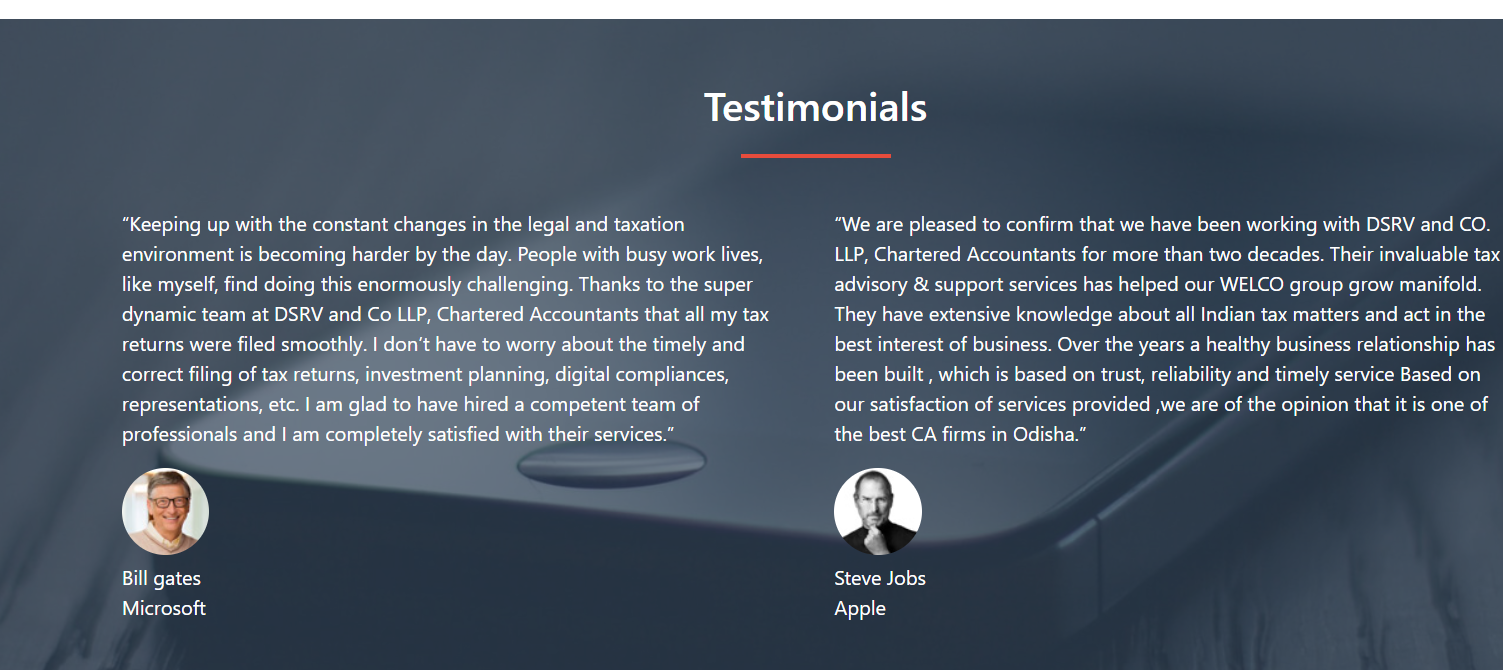 Testimonials
“Keeping up with the constant changes in the legal and taxation
environment is becoming harder by the day. People with busy work lives,
like myself, find doing this enormously challenging. Thanks to the super
dynamic team at DSRV and Co LLP, Chartered Accountants that all my tax
returns were filed smoothly. I don’t have to worry about the timely and
correct filing of tax returns, investment planning, digital compliances,
representations, etc. I am glad to have hired a competent team of
professionals and I am completely satisfied with their services.”
Bill gates
Microsoft
“We are pleased to confirm that we have been working with DSRV and CO.
LLP, Chartered Accountants for more than two decades. Their invaluable tax
advisory & support services has helped our WELCO group grow manifold.
They have extensive knowledge about all Indian tax matters and act in the
best interest of business. Over the years a healthy business relationship has
been built , which is based on trust, reliability and timely service Based on
our satisfaction of services provided ,we are of the opinion that it is one of
the best CA firms in Odisha.”
Steve Jobs
Apple